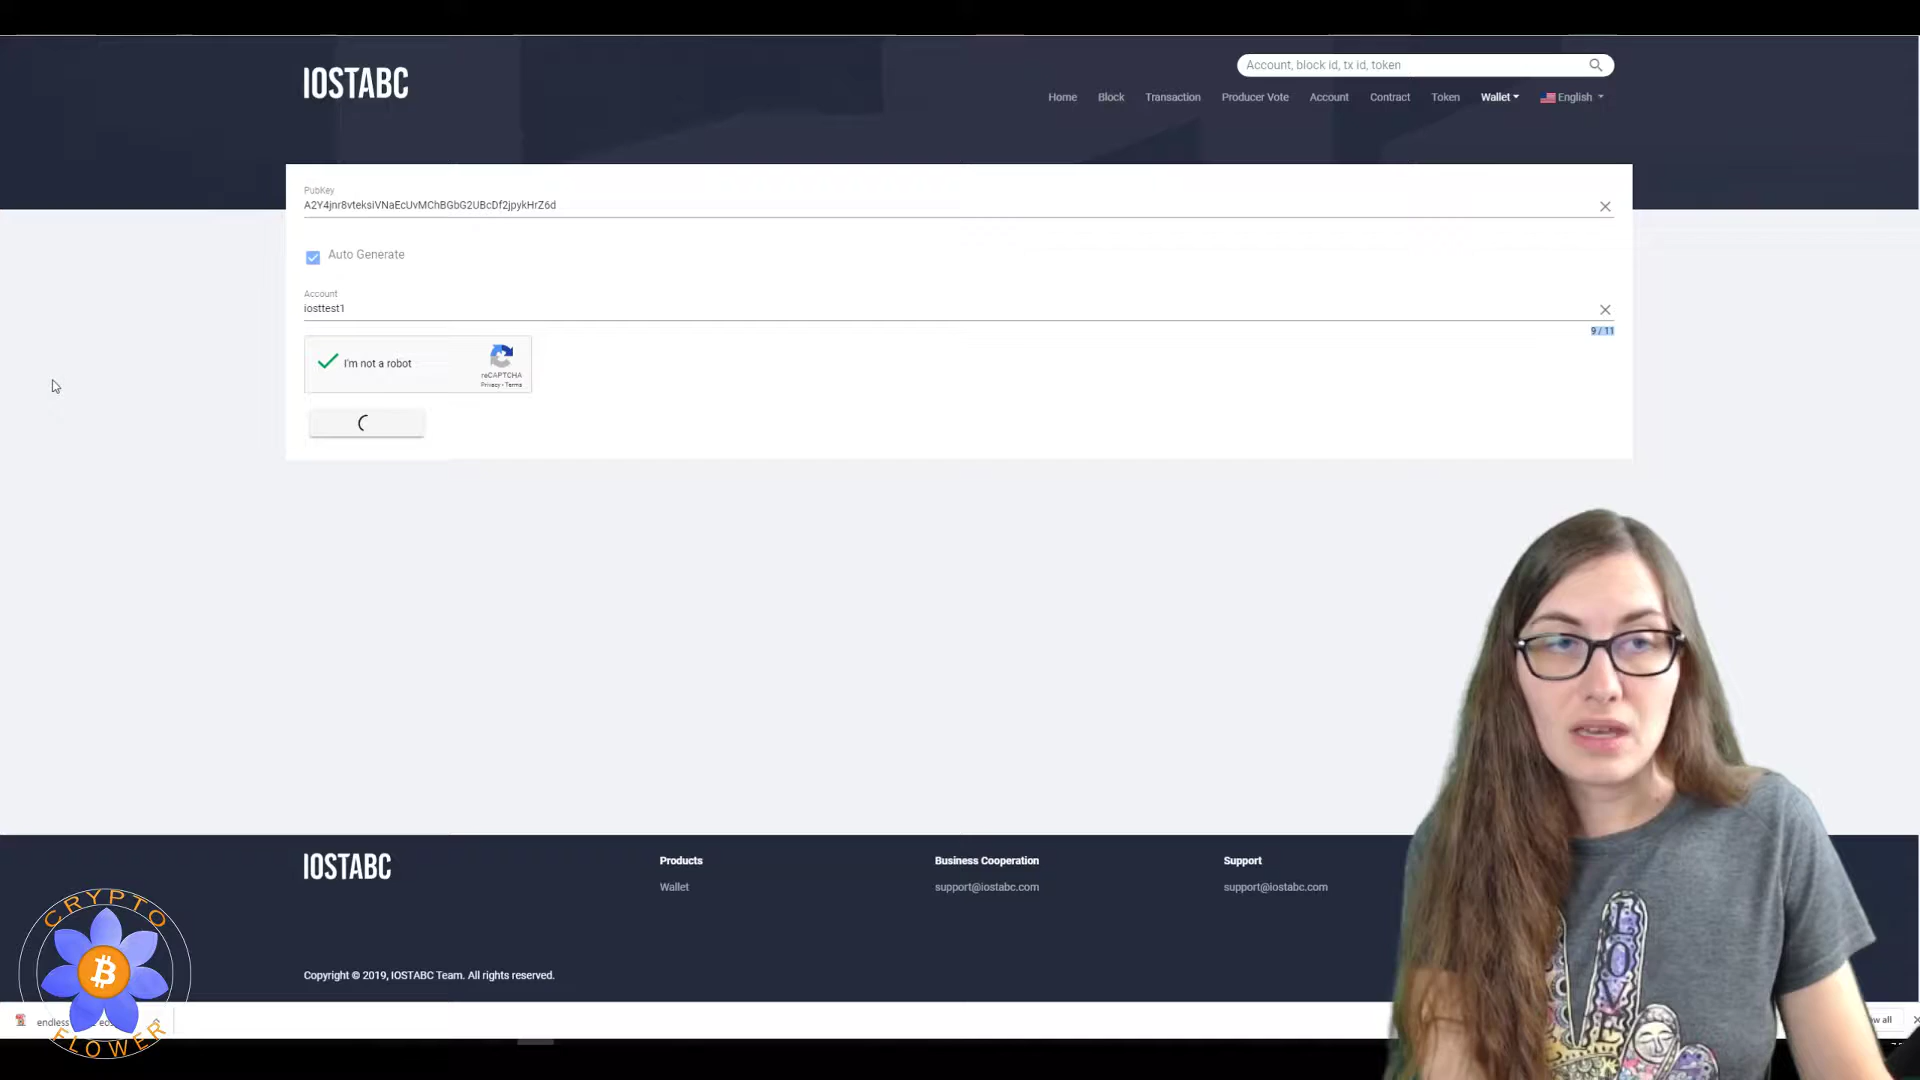 IOSTABC
Account, block id, tx id, token
Home Block Transaction Producer Vote Account Contract Token Wallet English
PubKey
A2Y4jnr8vteksiVNaEcUvMChBGbG2UBcDf2jpykHrZ6d
Auto Generate
Account
iosttest1
9 / 11
I'm not a robot
reCAPTCHA
Privacy - Terms
IOSTABC
Products
Wallet
Business Cooperation
support@iostabc.com
Support
support@iostabc.com
Copyright © 2019, IOSTABC Team. All rights reserved.
CRYPTO
FLOWER
endless
LOV